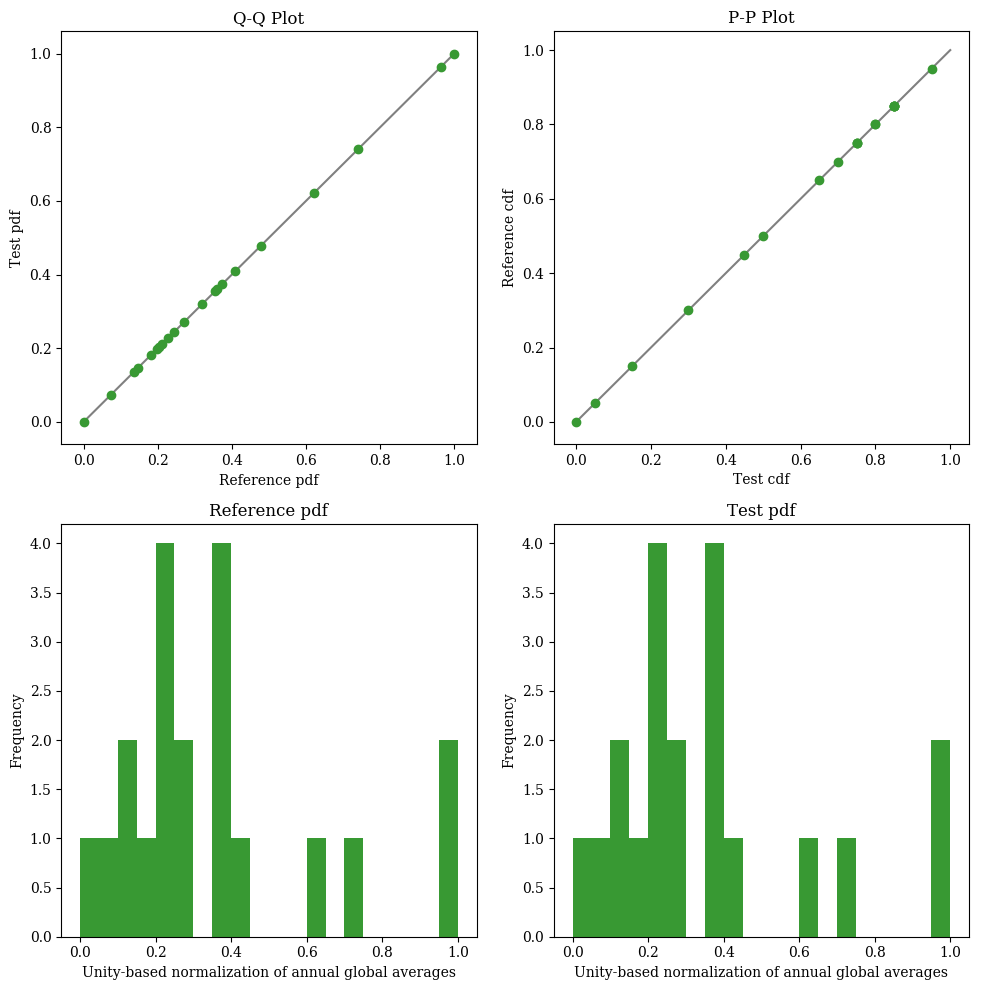 Q-Q Plot
1.0
0.8
0.6
0.4
0.2
0.0
Test pdf
0.0 0.2 0.4 0.6 0.8 1.0
Reference pdf
P-P Plot
1.0
0.8
0.6
0.4
0.2
0.0
Reference cdf
0.0 0.2 0.4 0.6 0.8 1.0
Test cdf
Reference pdf
4.0
3.5
3.0
2.5
2.0
1.5
1.0
0.5
0.0
Frequency
0.0 0.2 0.4 0.6 0.8 1.0
Unity-based normalization of annual global averages
Test pdf
4.0
3.5
3.0
2.5
2.0
1.5
1.0
0.5
0.0
Frequency
0.0 0.2 0.4 0.6 0.8 1.0
Unity-based normalization of annual global averages